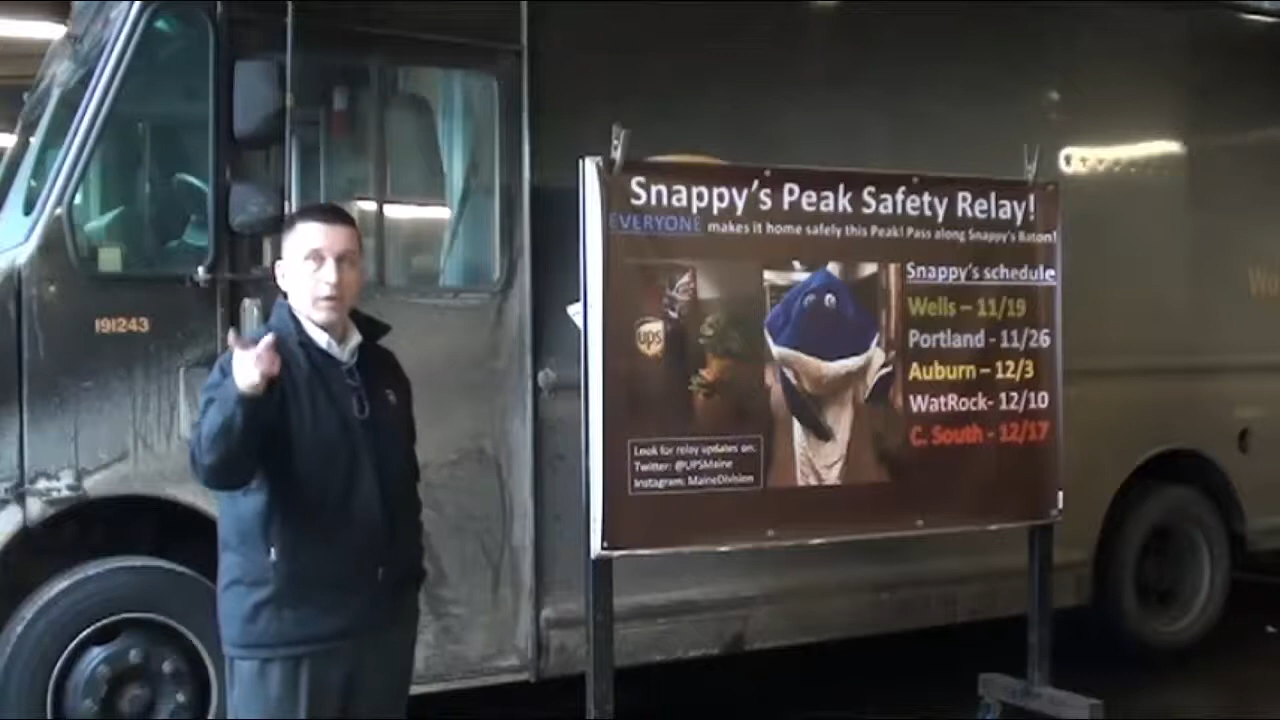 Snappy's Peak Safety Relay!
EVERYONE makes it home safely this Peak! Pass along Snappy's Baton!
Snappy's schedule
Wells – 11/19
Portland - 11/26
Auburn – 12/3
WatRock- 12/10
C. South - 12/17
ups
Look for relay updates on:
Twitter: @UPSMaine
Instagram: MaineDivision
191243